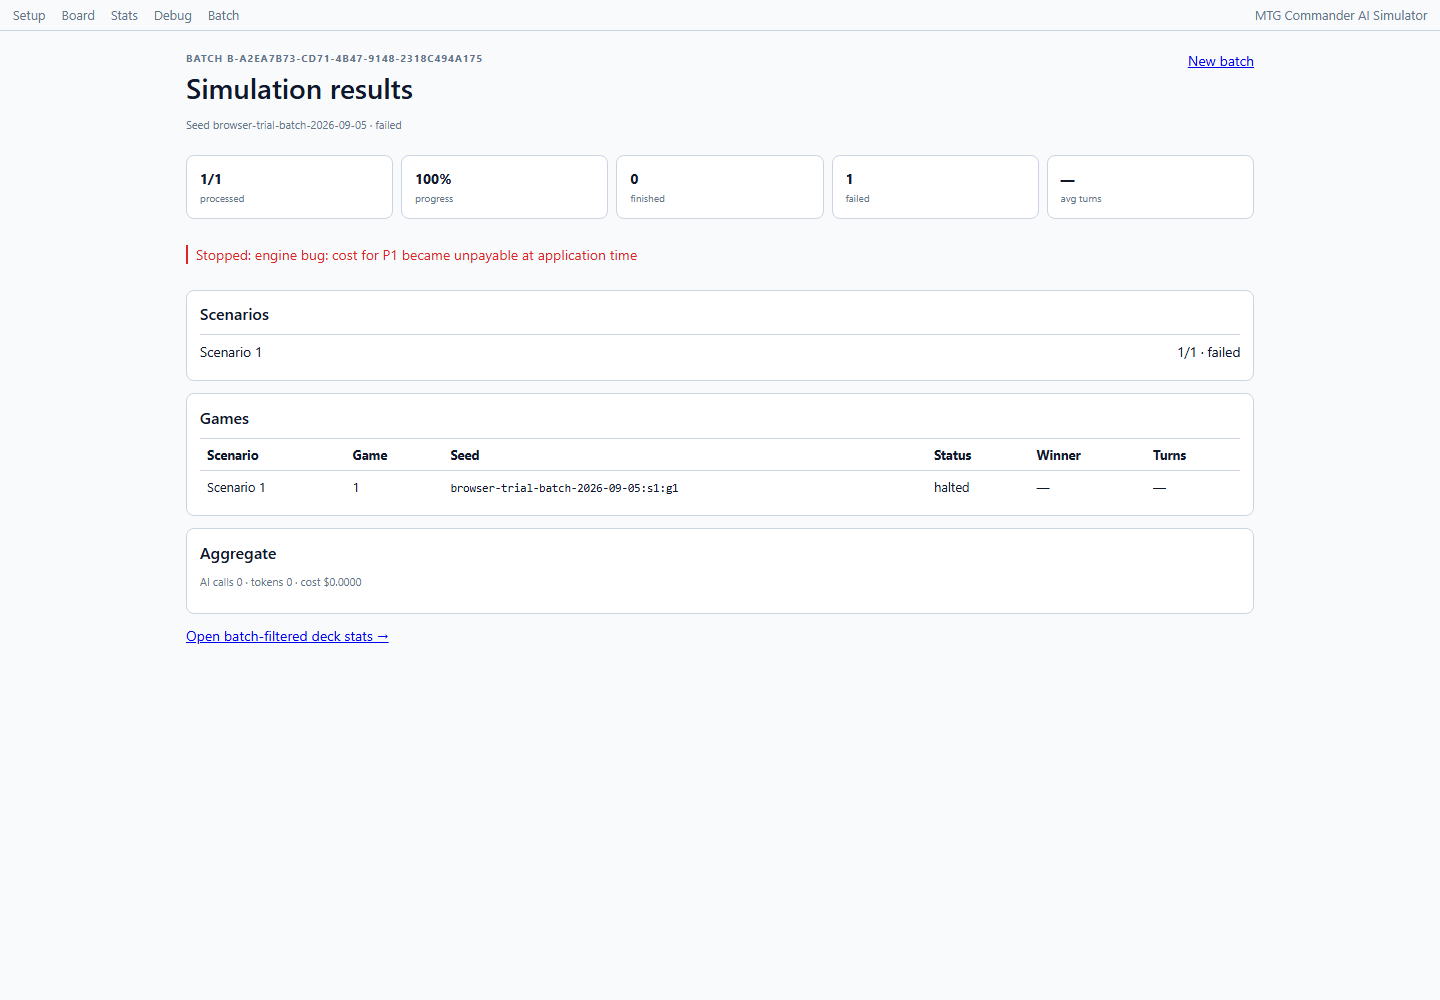 Setup Board Stats Debug Batch MTG Commander AI Simulator
BATCH B-A2EA7B73-CD71-4B47-9148-2318C494A175
New batch
Simulation results
Seed browser-trial-batch-2026-09-05 · failed
1/1 100% 0 1 —
processed progress finished failed avg turns
Stopped: engine bug: cost for P1 became unpayable at application time
Scenarios
Scenario 1 1/1 · failed
Games
Scenario Game Seed Status Winner Turns
Scenario 1 1 browser-trial-batch-2026-09-05:s1:g1 halted — —
Aggregate
AI calls 0 · tokens 0 · cost $0.0000
Open batch-filtered deck stats →